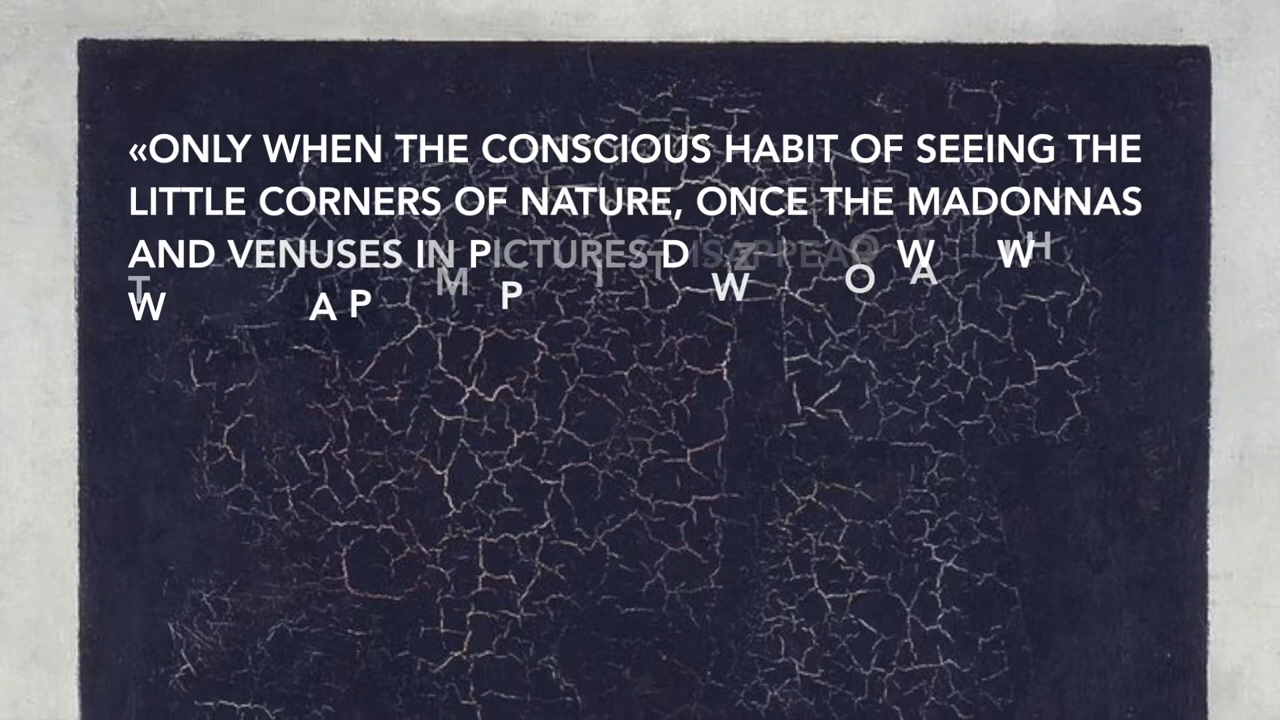 «ONLY WHEN THE CONSCIOUS HABIT OF SEEING THE
LITTLE CORNERS OF NATURE, ONCE THE MADONNAS
AND VENUSES IN PICTURES DISAPPEAR